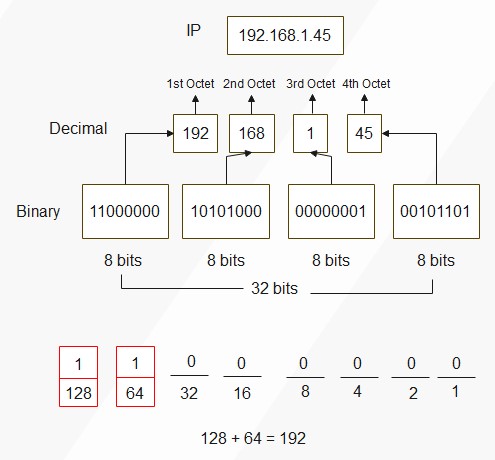 IP 192.168.1.45
1st Octet 2nd Octet 3rd Octet 4th Octet
Decimal 192 168 1 45
Binary 11000000 10101000 00000001 00101101
8 bits 8 bits 8 bits 8 bits
32 bits
1 1 0 0 0 0 0 0
128 64 32 16 8 4 2 1
128 + 64 = 192